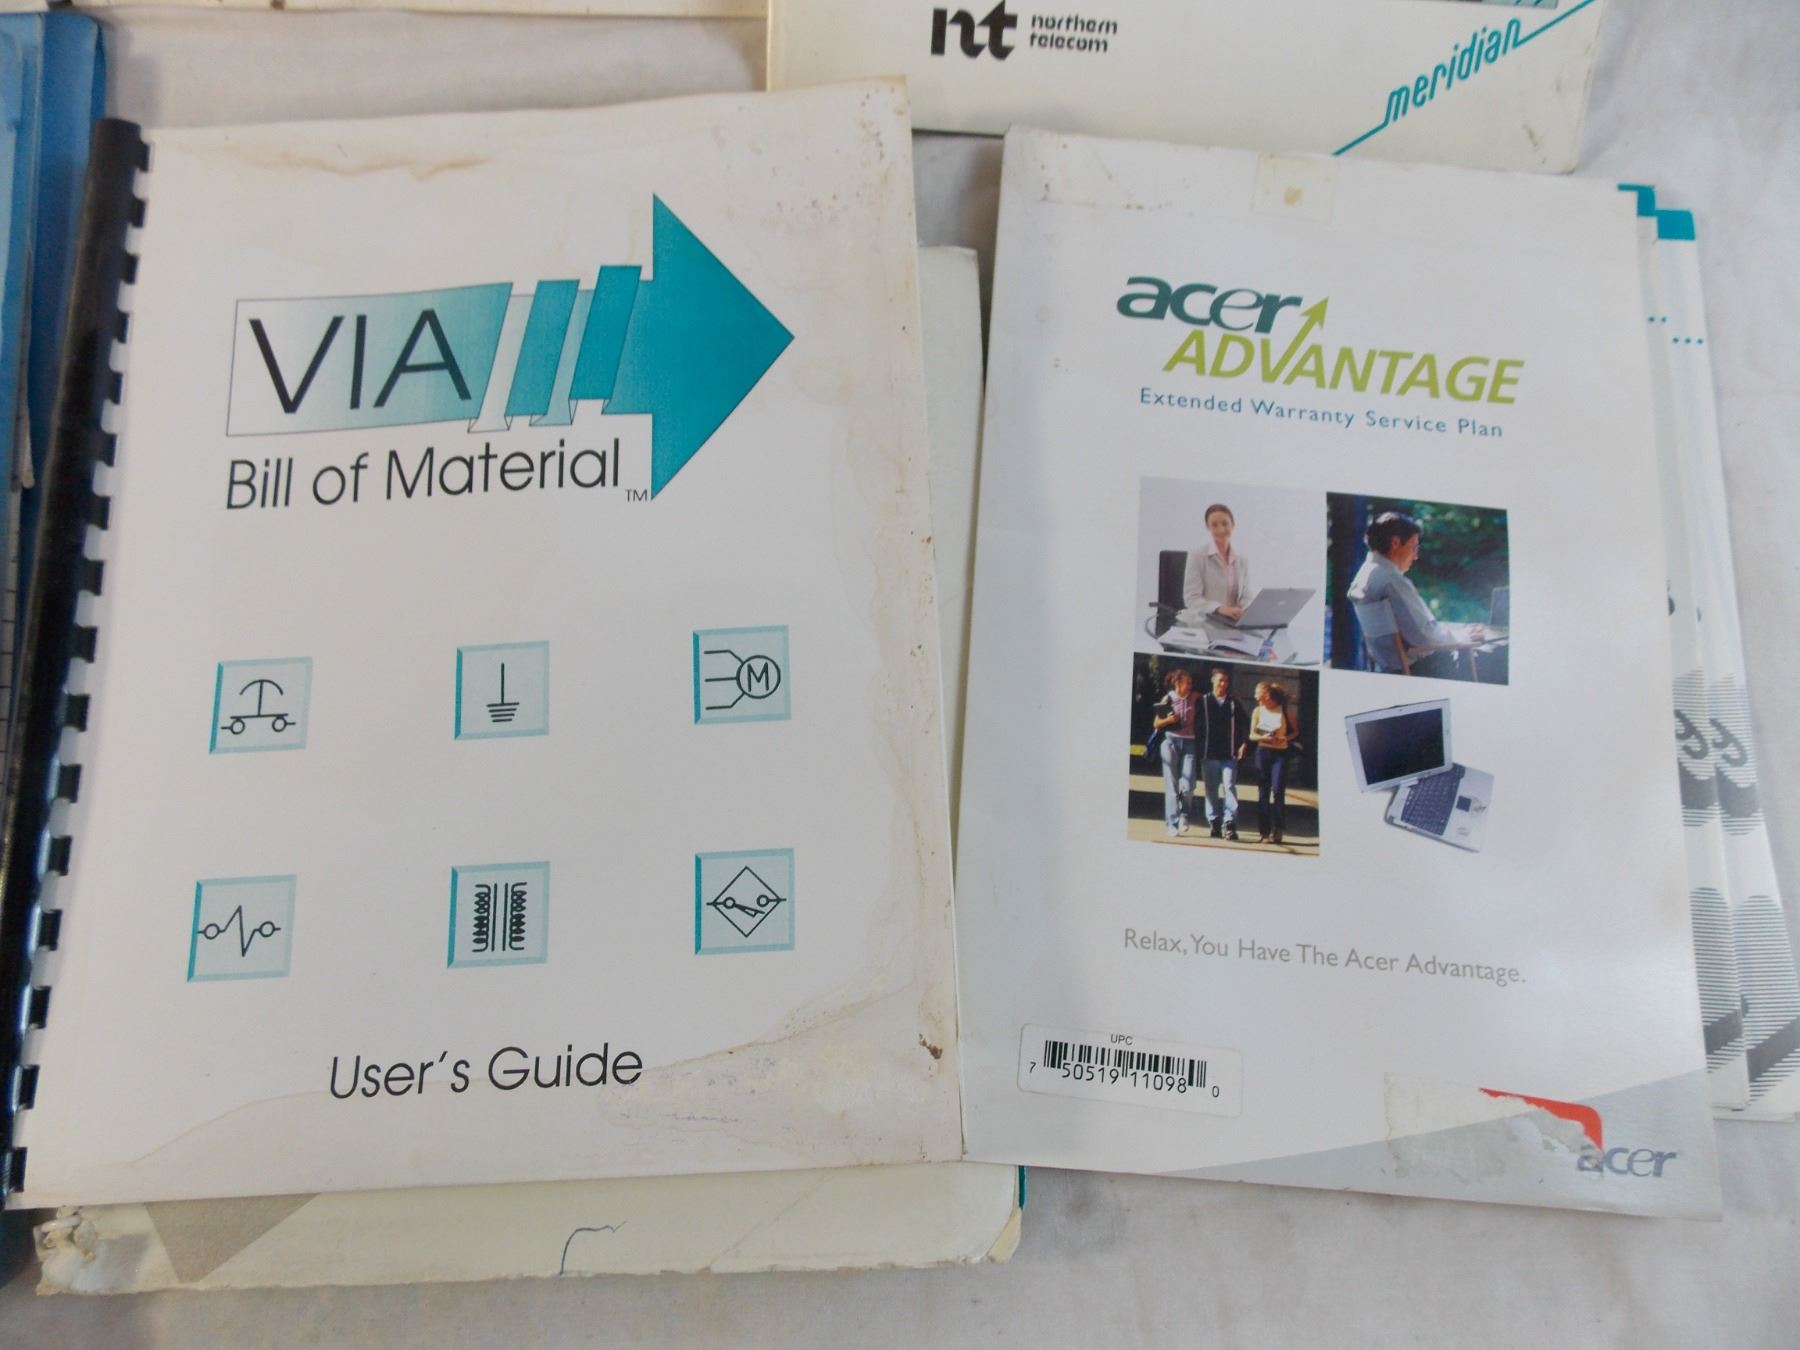 nt northern
telecom
meridian
VIA
Bill of Material TM
M
User's Guide
acer
ADVANTAGE
Extended Warranty Service Plan
Relax, You Have The Acer Advantage.
UPC
7 50519 11098 0
acer